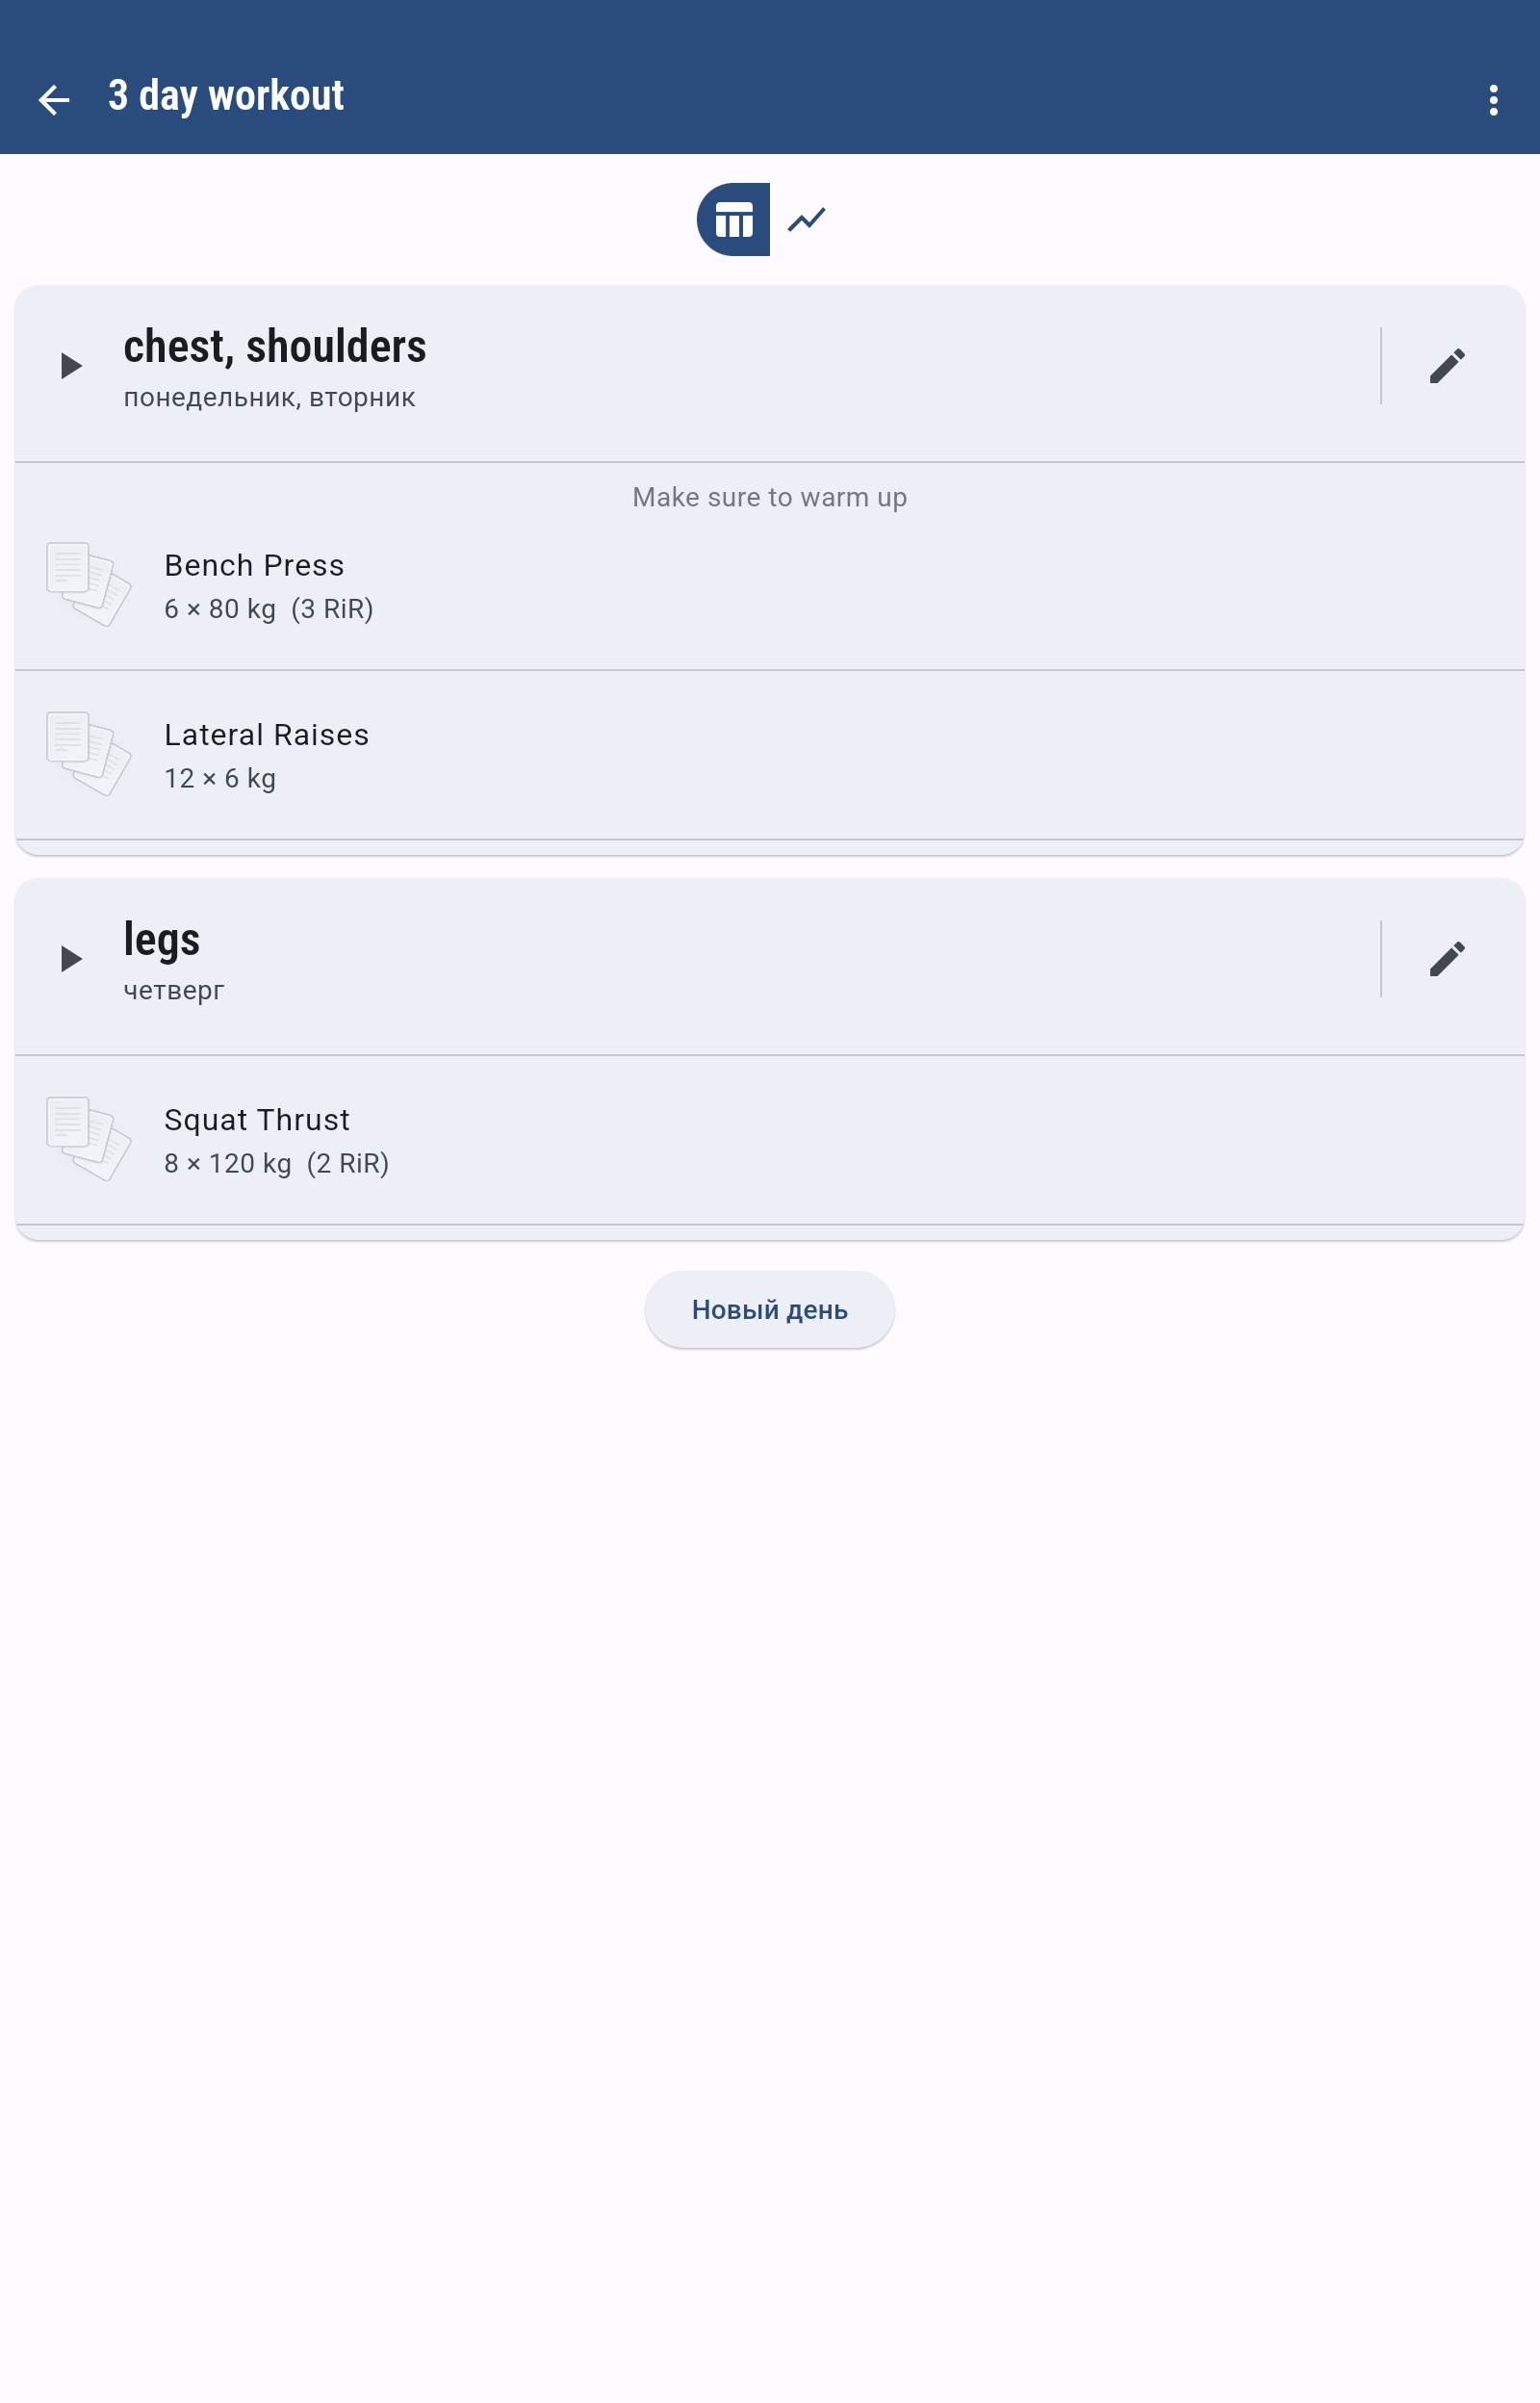 3 day workout
chest, shoulders
понедельник, вторник
Make sure to warm up
Bench Press
6 × 80 kg (3 RiR)
Lateral Raises
12 × 6 kg
legs
четверг
Squat Thrust
8 × 120 kg (2 RiR)
Новый день